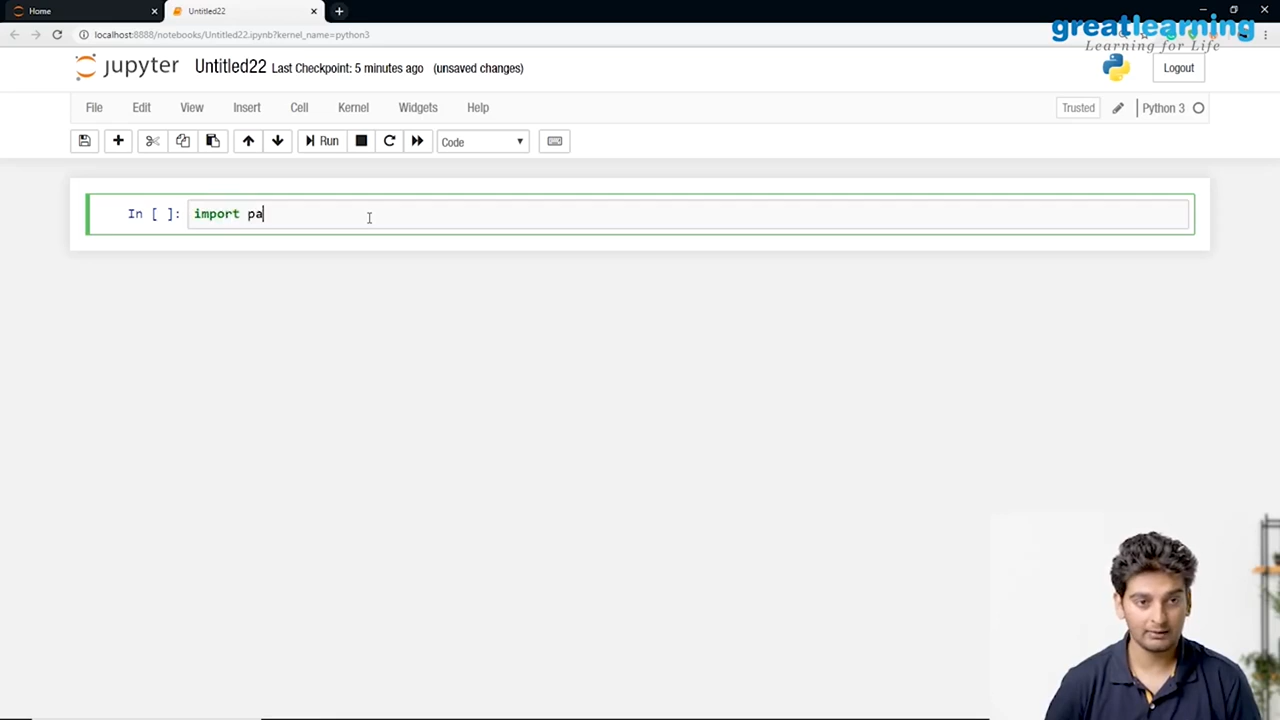 Home
Untitled22
localhost:8888/notebooks/Untitled22.ipynb?kernel_name=python3
greatlearning
Learning for Life
jupyter Untitled22 Last Checkpoint: 5 minutes ago (unsaved changes)
Logout
File Edit View Insert Cell Kernel Widgets Help
Trusted Python 3
Run Code
In [ ]: import pa